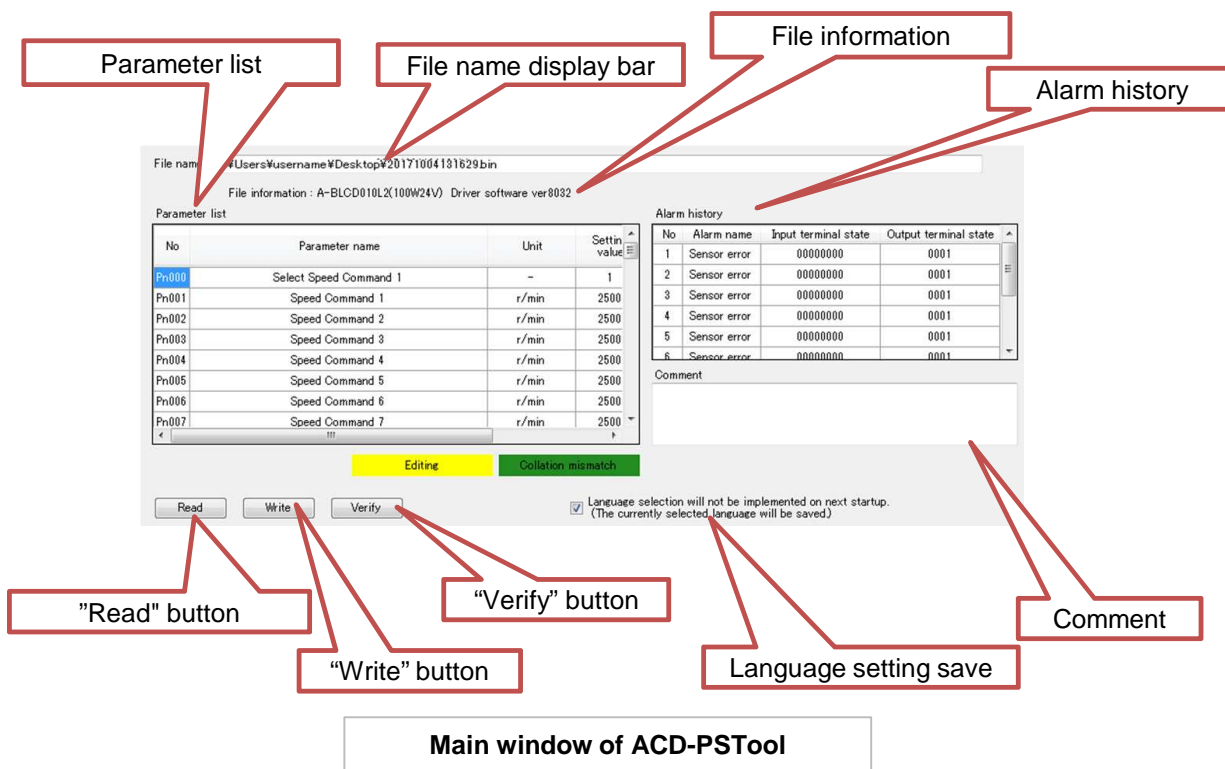 File information
Parameter list
File name display bar
Alarm history
File name ¥Users¥username¥Desktop¥20171004131629.bin
File information : A-BLCD010L2(100W24V) Driver software ver8032
Parameter list
No Parameter name Unit Setting value
Pn000 Select Speed Command 1 - 1
Pn001 Speed Command 1 r/min 2500
Pn002 Speed Command 2 r/min 2500
Pn003 Speed Command 3 r/min 2500
Pn004 Speed Command 4 r/min 2500
Pn005 Speed Command 5 r/min 2500
Pn006 Speed Command 6 r/min 2500
Pn007 Speed Command 7 r/min 2500
Alarm history
No Alarm name Input terminal state Output terminal state
1 Sensor error 00000000 0001
2 Sensor error 00000000 0001
3 Sensor error 00000000 0001
4 Sensor error 00000000 0001
5 Sensor error 00000000 0001
6 Sensor error 00000000 0001
Comment
Editing Collation mismatch
Read Write Verify
Language selection will not be implemented on next startup.
(The currently selected language will be saved.)
”Read" button
“Verify” button
Comment
“Write” button
Language setting save
Main window of ACD-PSTool